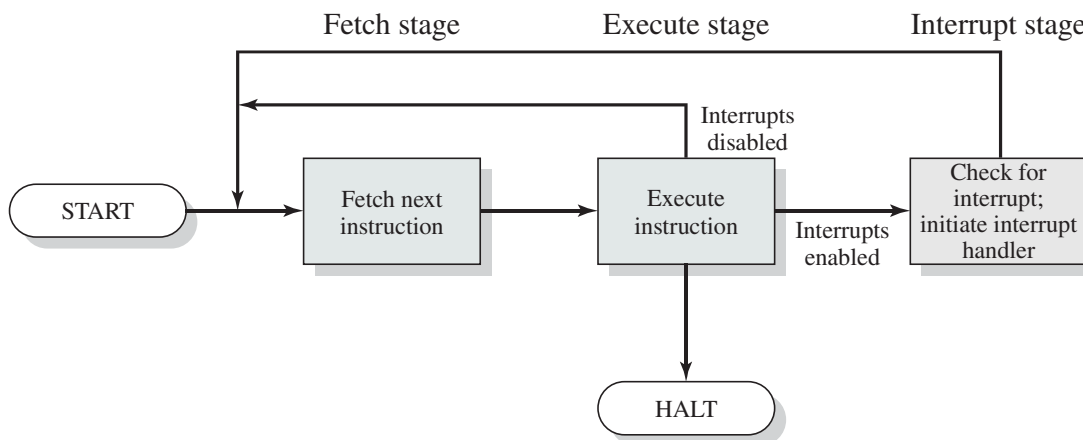 Fetch stage
Execute stage
Interrupt stage
Interrupts
disabled
START
Fetch next
instruction
Execute
instruction
Interrupts
enabled
Check for
interrupt;
initiate interrupt
handler
HALT